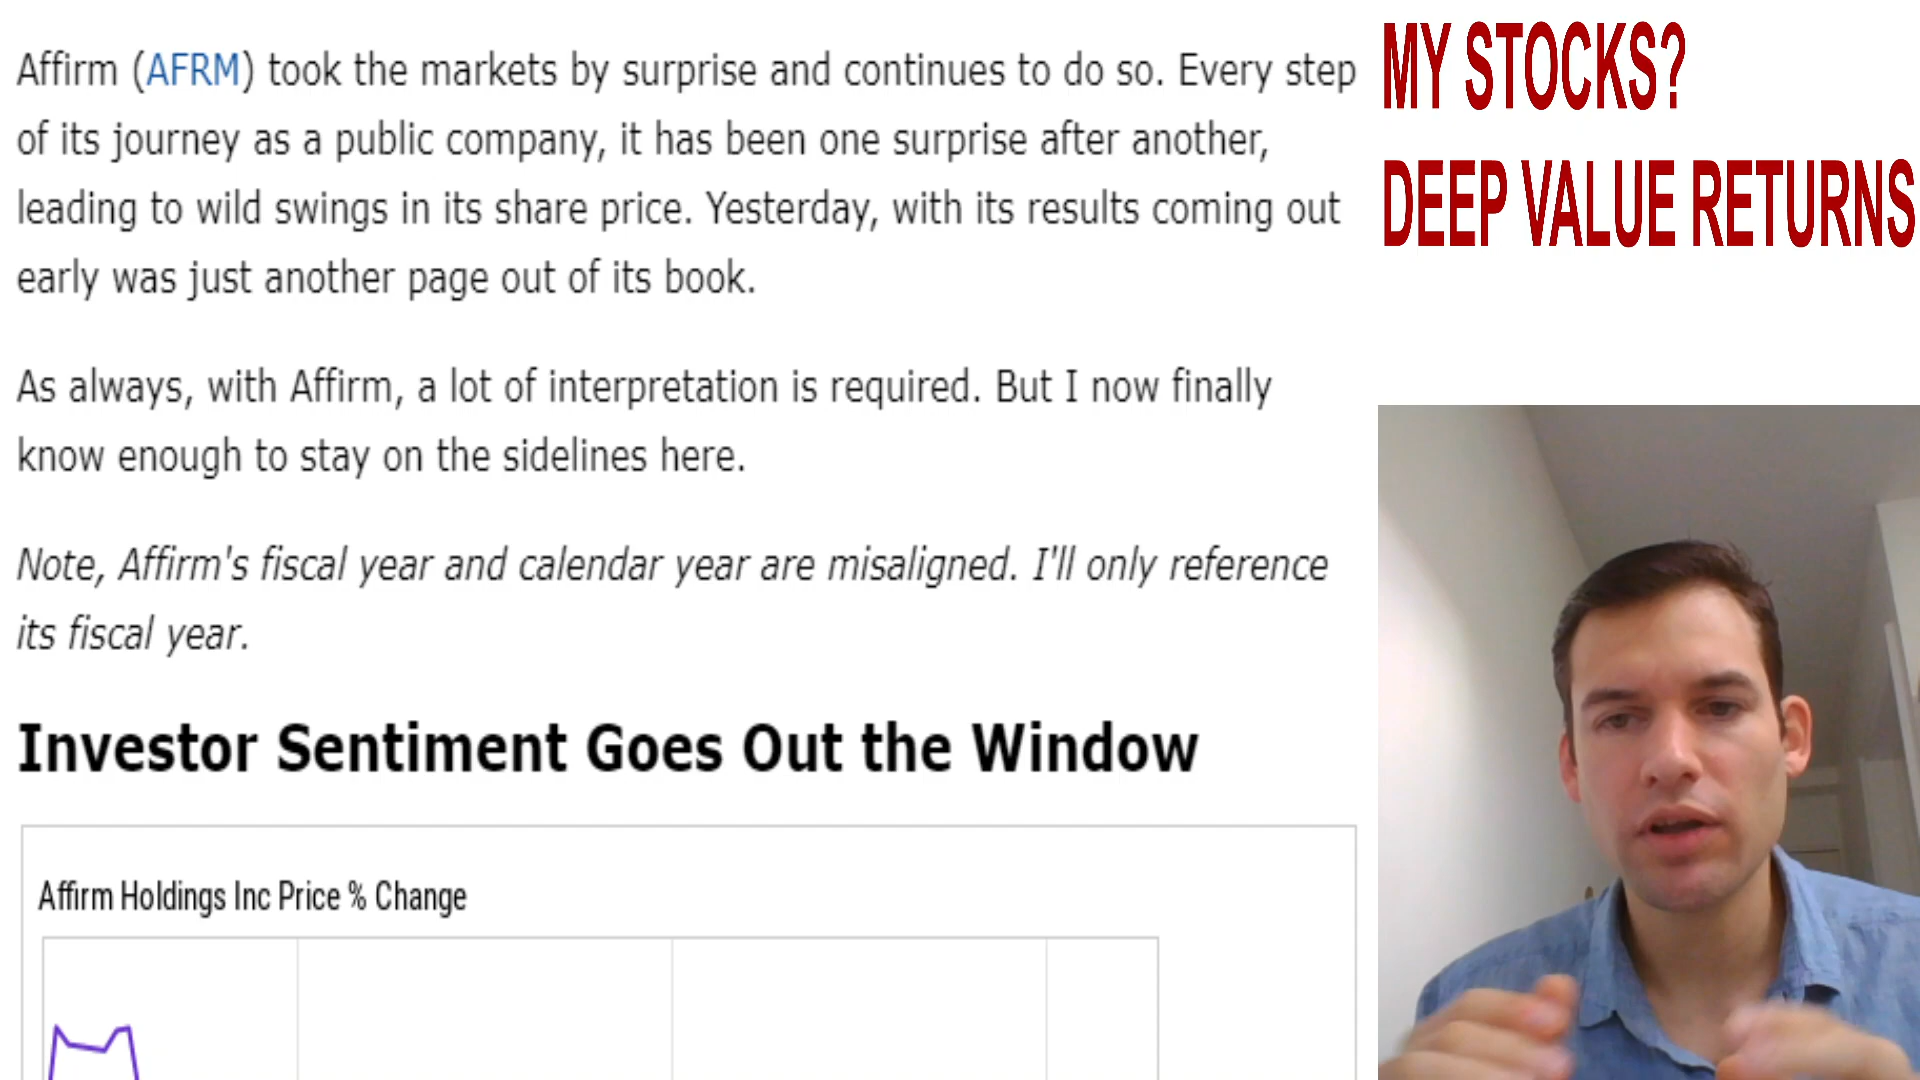 Affirm (AFRM) took the markets by surprise and continues to do so. Every step
of its journey as a public company, it has been one surprise after another,
leading to wild swings in its share price. Yesterday, with its results coming out
early was just another page out of its book.
As always, with Affirm, a lot of interpretation is required. But I now finally
know enough to stay on the sidelines here.
Note, Affirm's fiscal year and calendar year are misaligned. I'll only reference
its fiscal year.
Investor Sentiment Goes Out the Window
Affirm Holdings Inc Price % Change
MY STOCKS?
DEEP VALUE RETURNS